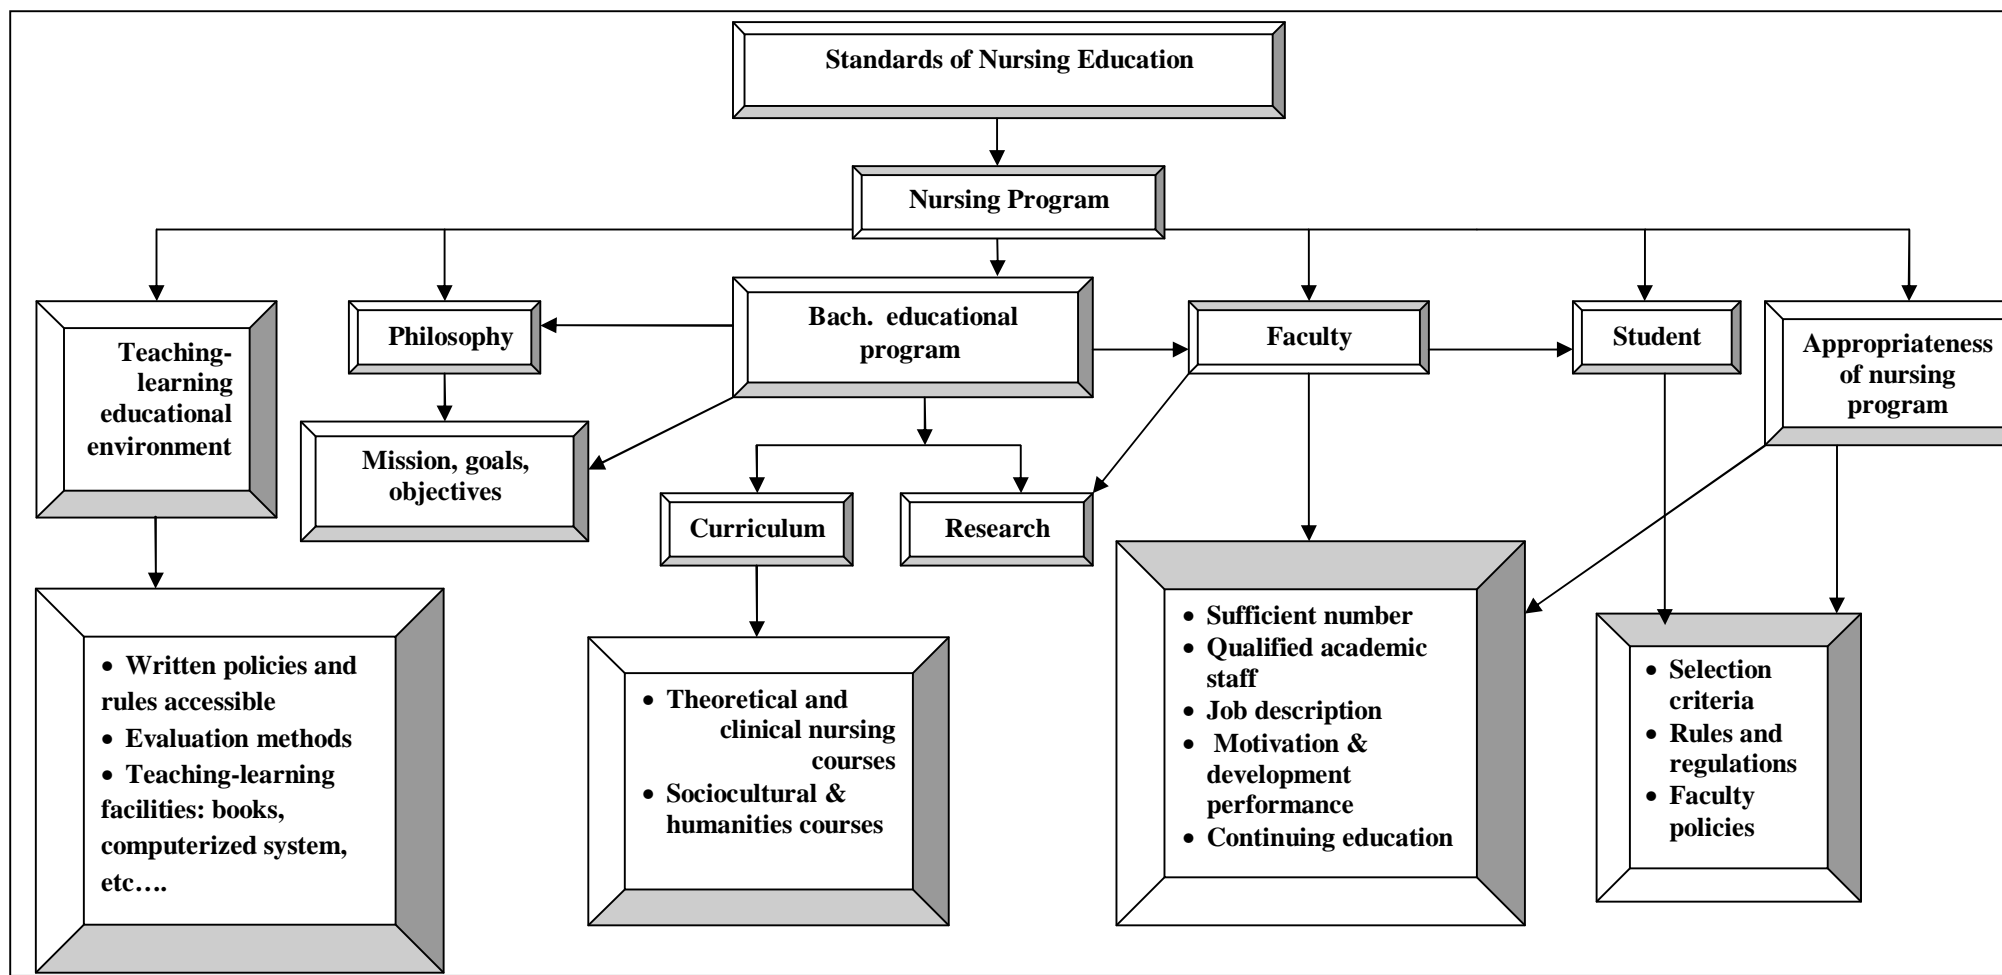 Standards of Nursing Education
Nursing Program
Teaching-
learning
educational
environment
Philosophy
Bach. educational
program
Faculty
Student
Appropriateness
of nursing
program
Mission, goals,
objectives
Curriculum
Research
• Written policies and
rules accessible
• Evaluation methods
• Teaching-learning
facilities: books,
computerized system,
etc….
• Theoretical and
clinical nursing
courses
• Sociocultural &
humanities courses
• Sufficient number
• Qualified academic
staff
• Job description
• Motivation &
development
performance
• Continuing education
• Selection
criteria
• Rules and
regulations
• Faculty
policies